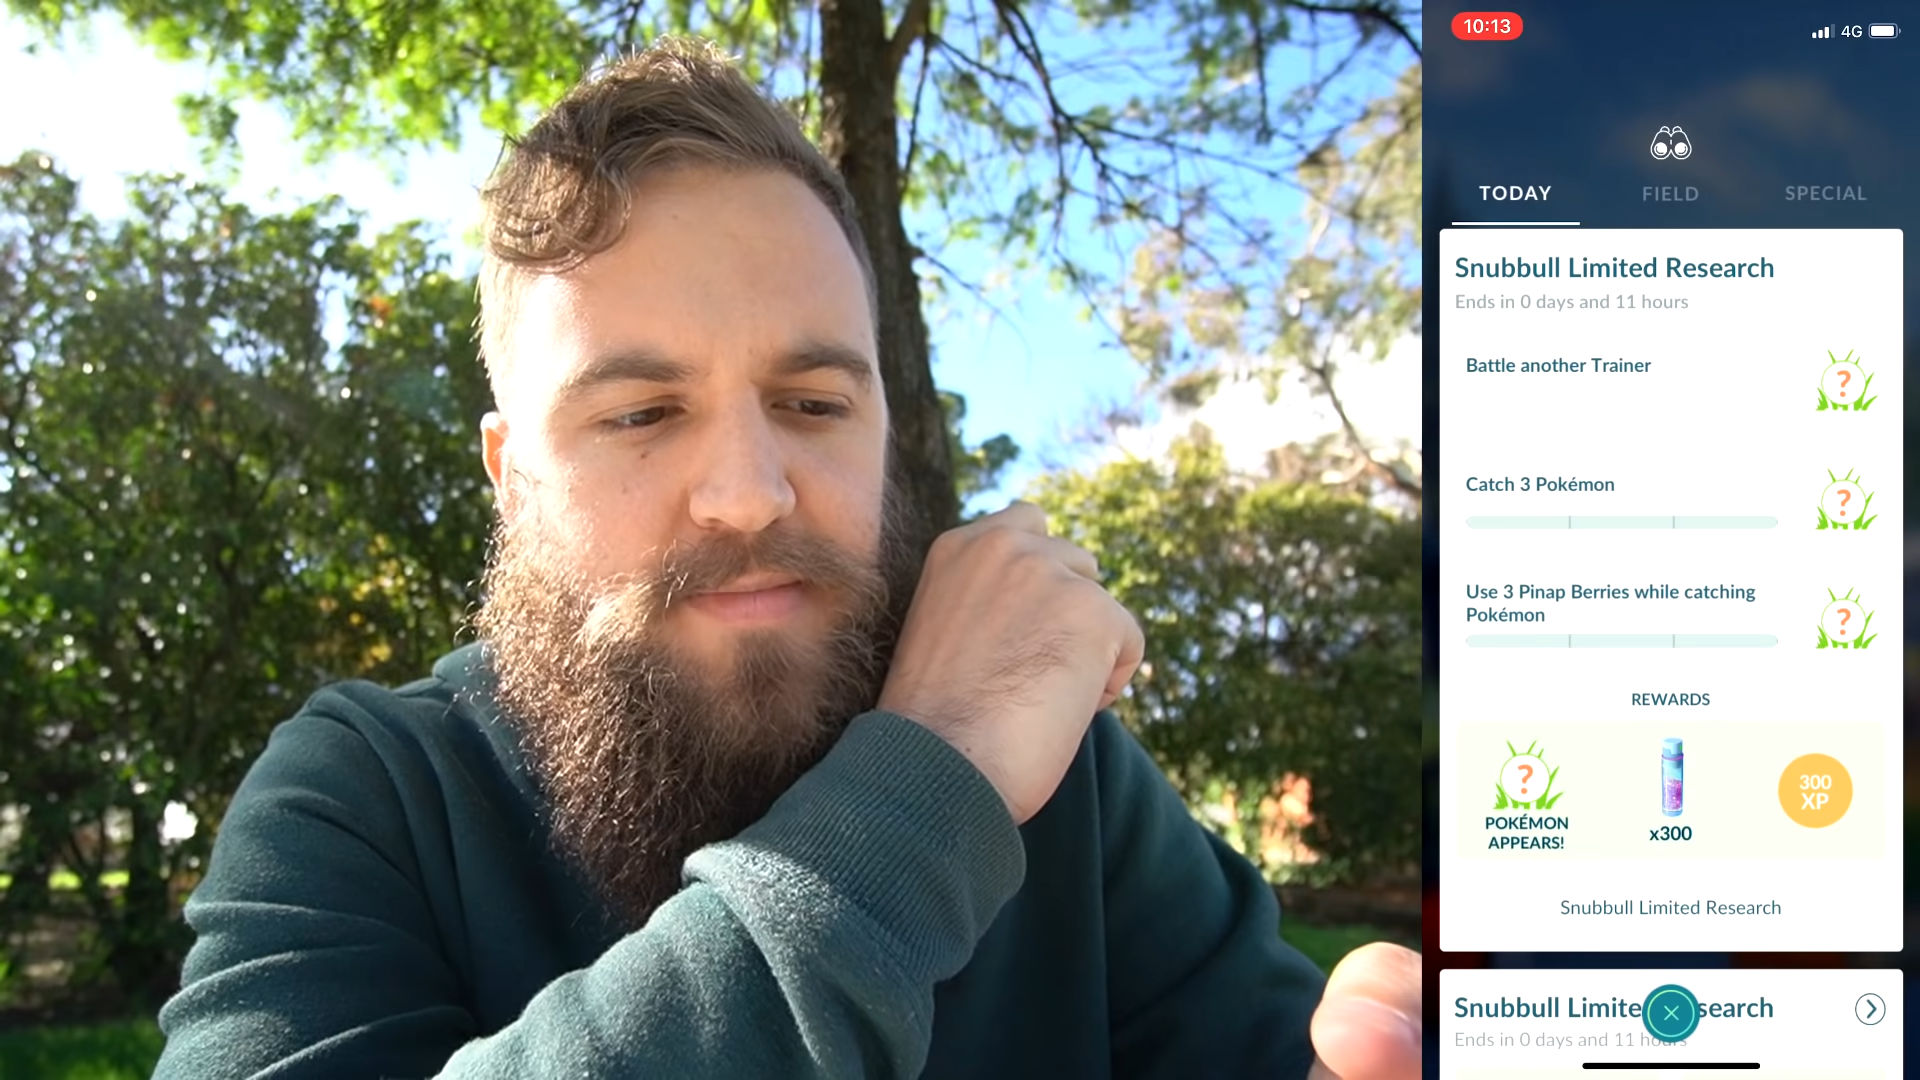 10:13
4G
TODAY
FIELD
SPECIAL
Snubbull Limited Research
Ends in 0 days and 11 hours
Battle another Trainer
?
Catch 3 Pokémon
?
Use 3 Pinap Berries while catching
Pokémon
?
REWARDS
?
POKÉMON
APPEARS!
x300
300
XP
Snubbull Limited Research
Snubbull Limite search
Ends in 0 days and 11 hours